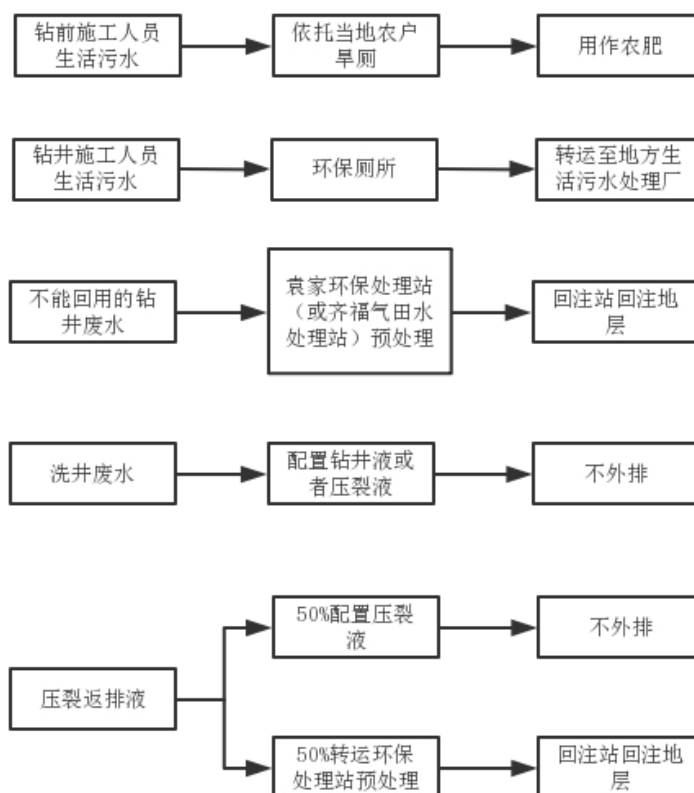 钻前施工人员
生活污水
依托当地农户
旱厕
用作农肥
钻井施工人员
生活污水
环保厕所
转运至地方生
活污水处理厂
不能回用的钻
井废水
袁家环保处理站
（或齐福气田水
处理站）预处理
回注站回注地
层
洗井废水
配置钻井液或
者压裂液
不外排
压裂返排液
50%配置压裂
液
不外排
50%转运环保
处理站预处理
回注站回注地
层